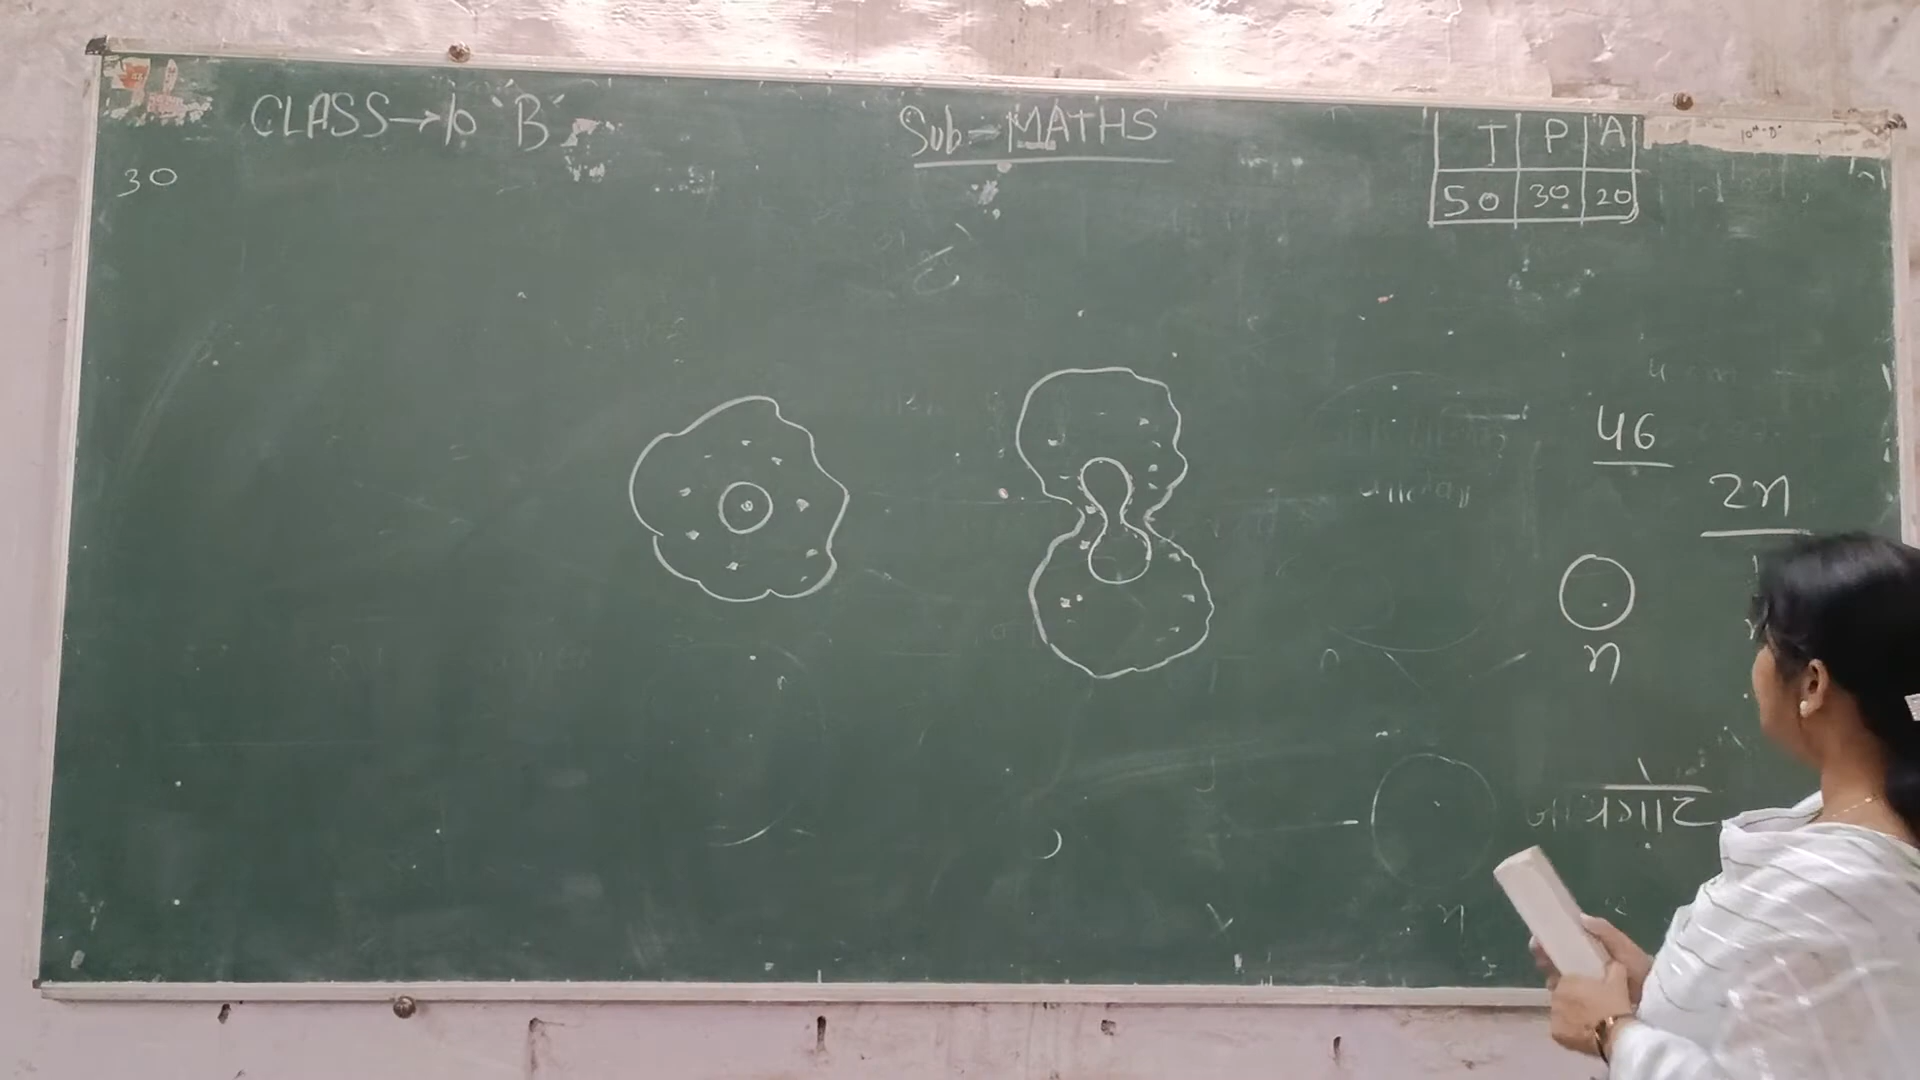 CLASS→10 'B'
Sub-MATHS
T P A
50 30 20
30
46
2n
n
n